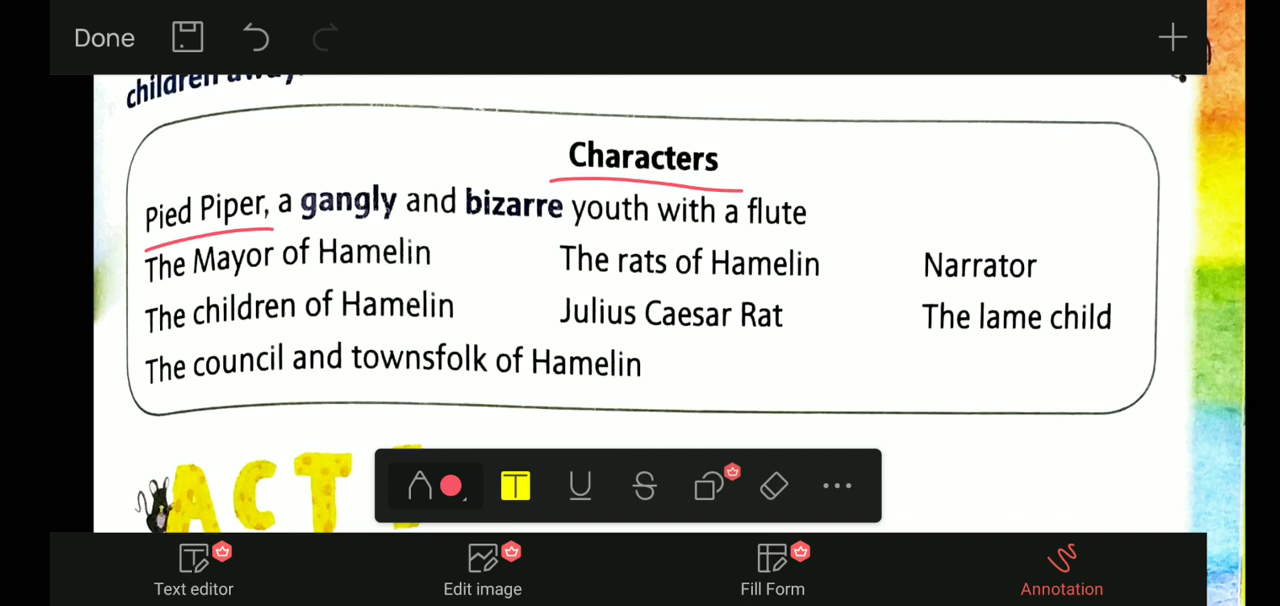 Done
children away.
Characters
Pied Piper, a gangly and bizarre youth with a flute
The Mayor of Hamelin The rats of Hamelin Narrator
The children of Hamelin Julius Caesar Rat The lame child
The council and townsfolk of Hamelin
ACT
Text editor Edit image Fill Form Annotation